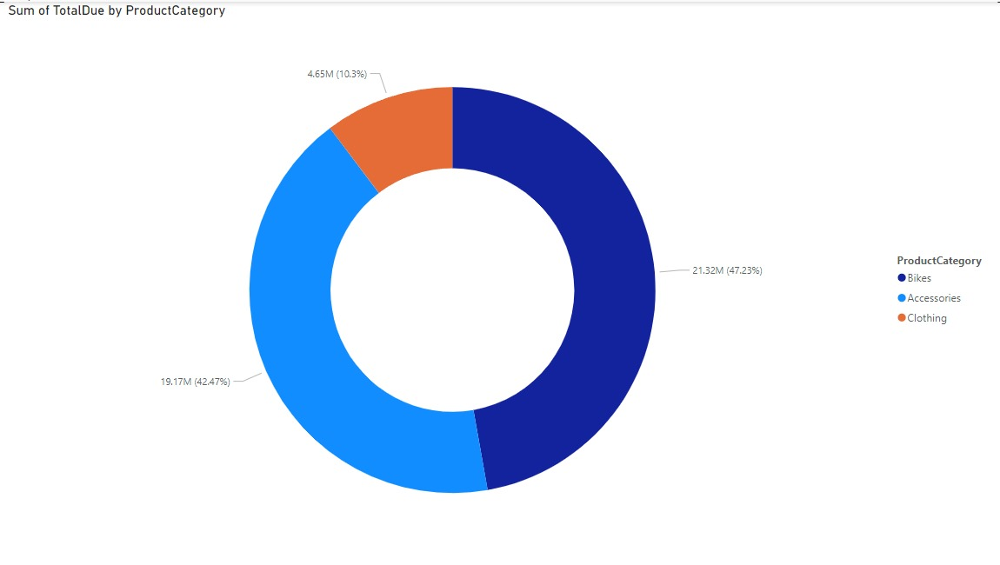 Sum of TotalDue by ProductCategory
4.65M (10.3%)
21.32M (47.23%)
19.17M (42.47%)
ProductCategory
Bikes
Accessories
Clothing